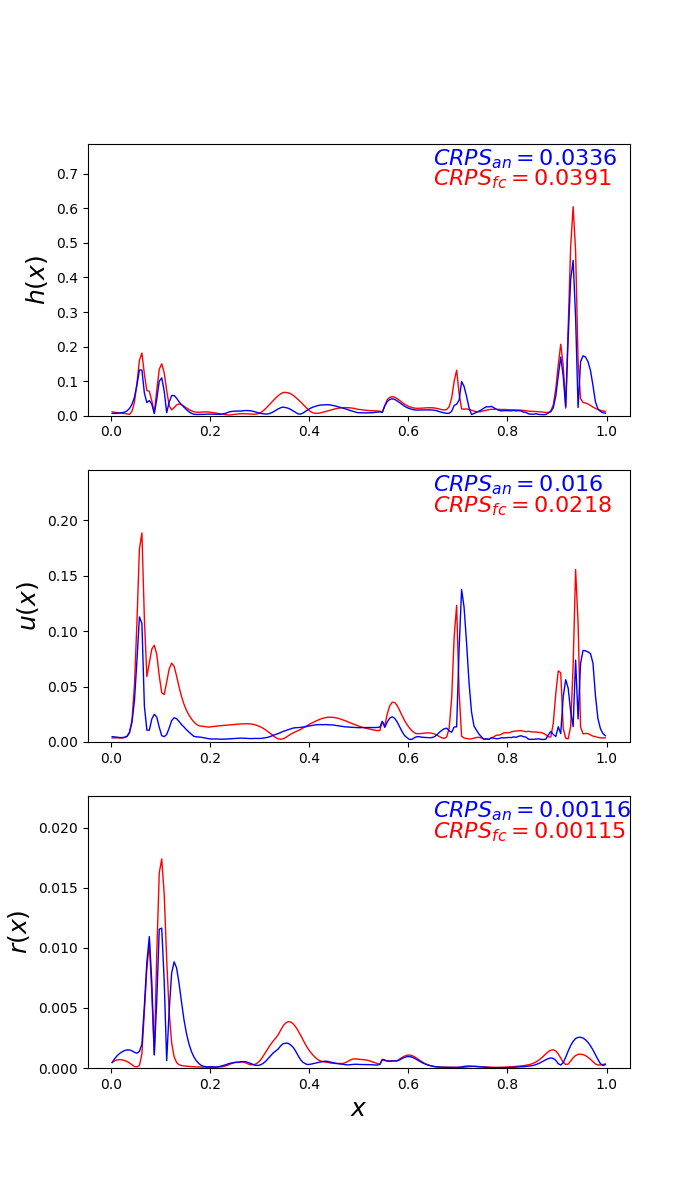 CRPS_an = 0.0336
CRPS_fc = 0.0391
h(x)
0.7
0.6
0.5
0.4
0.3
0.2
0.1
0.0
0.0 0.2 0.4 0.6 0.8 1.0
CRPS_an = 0.016
CRPS_fc = 0.0218
u(x)
0.20
0.15
0.10
0.05
0.00
0.0 0.2 0.4 0.6 0.8 1.0
CRPS_an = 0.00116
CRPS_fc = 0.00115
r(x)
0.020
0.015
0.010
0.005
0.000
0.0 0.2 0.4 0.6 0.8 1.0
x